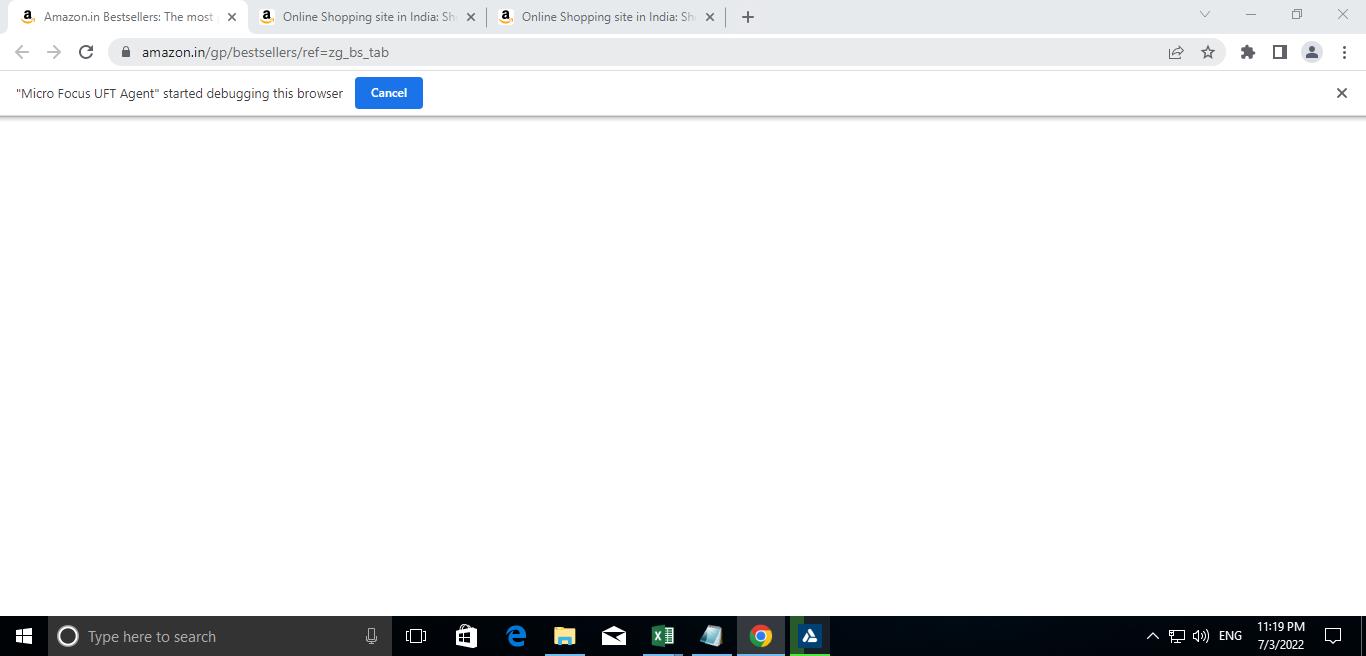 Amazon.in Bestsellers: The most
Online Shopping site in India: Sh
Online Shopping site in India: Sh
amazon.in/gp/bestsellers/ref=zg_bs_tab
"Micro Focus UFT Agent" started debugging this browser
Cancel
Type here to search
ENG
11:19 PM
7/3/2022